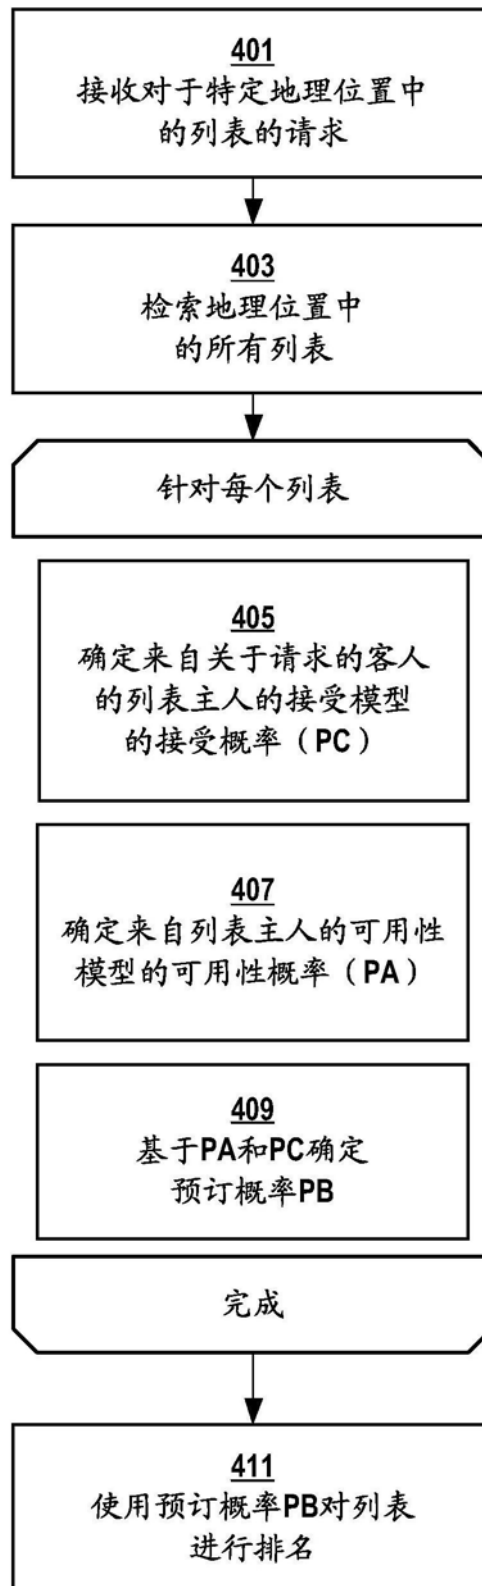 401
接收对于特定地理位置中
的列表的请求
403
检索地理位置中
的所有列表
针对每个列表
405
确定来自关于请求的客人
的列表主人的接受模型
的接受概率（PC）
407
确定来自列表主人的可用性
模型的可用性概率（PA）
409
基于PA和PC确定
预订概率PB
完成
411
使用预订概率PB对列表
进行排名